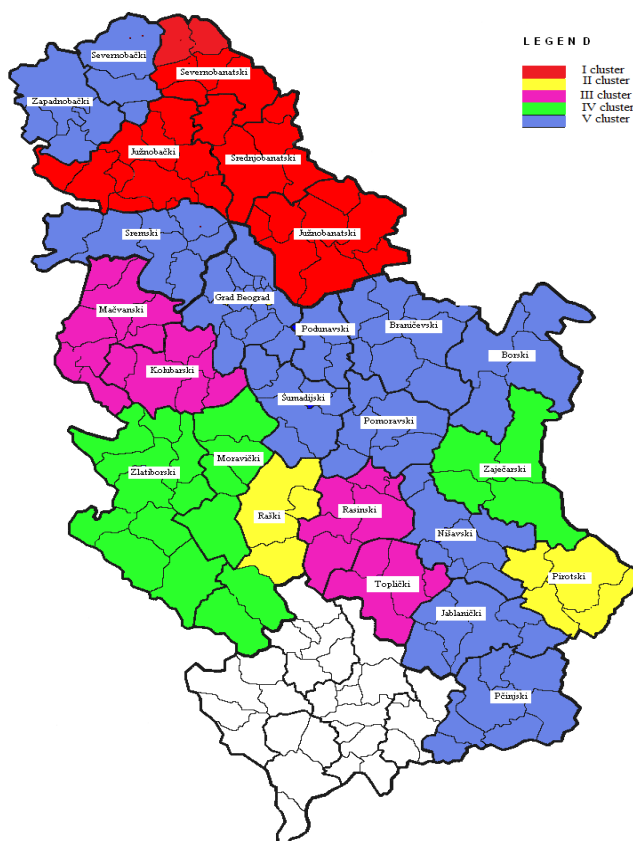 L E G E N D
I cluster
II cluster
III cluster
IV cluster
V cluster
Severnobački
Severnobanatski
Zapadnobački
Južnobački
Srednjobanatski
Južnobanatski
Sremski
Grad Beograd
Mačvanski
Podunavski
Braničevski
Borski
Kolubarski
Šumadijski
Pomoravski
Moravički
Zlatiborski
Zaječarski
Raški
Rasinski
Nišavski
Pirotski
Toplički
Jablanički
Pčinjski